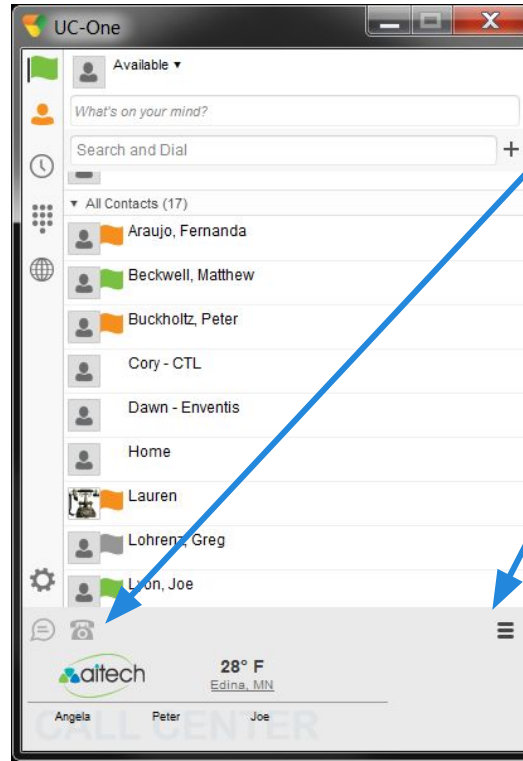 UC-One
Available ▾
What's on your mind?
Search and Dial
▾ All Contacts (17)
Araujo, Fernanda
Beckwell, Matthew
Buckholtz, Peter
Cory - CTL
Dawn - Enventis
Home
Lauren
Lohrenz, Greg
Lyon, Joe
aitech
28° F
Edina, MN
Angela Peter Joe
CALL CENTER